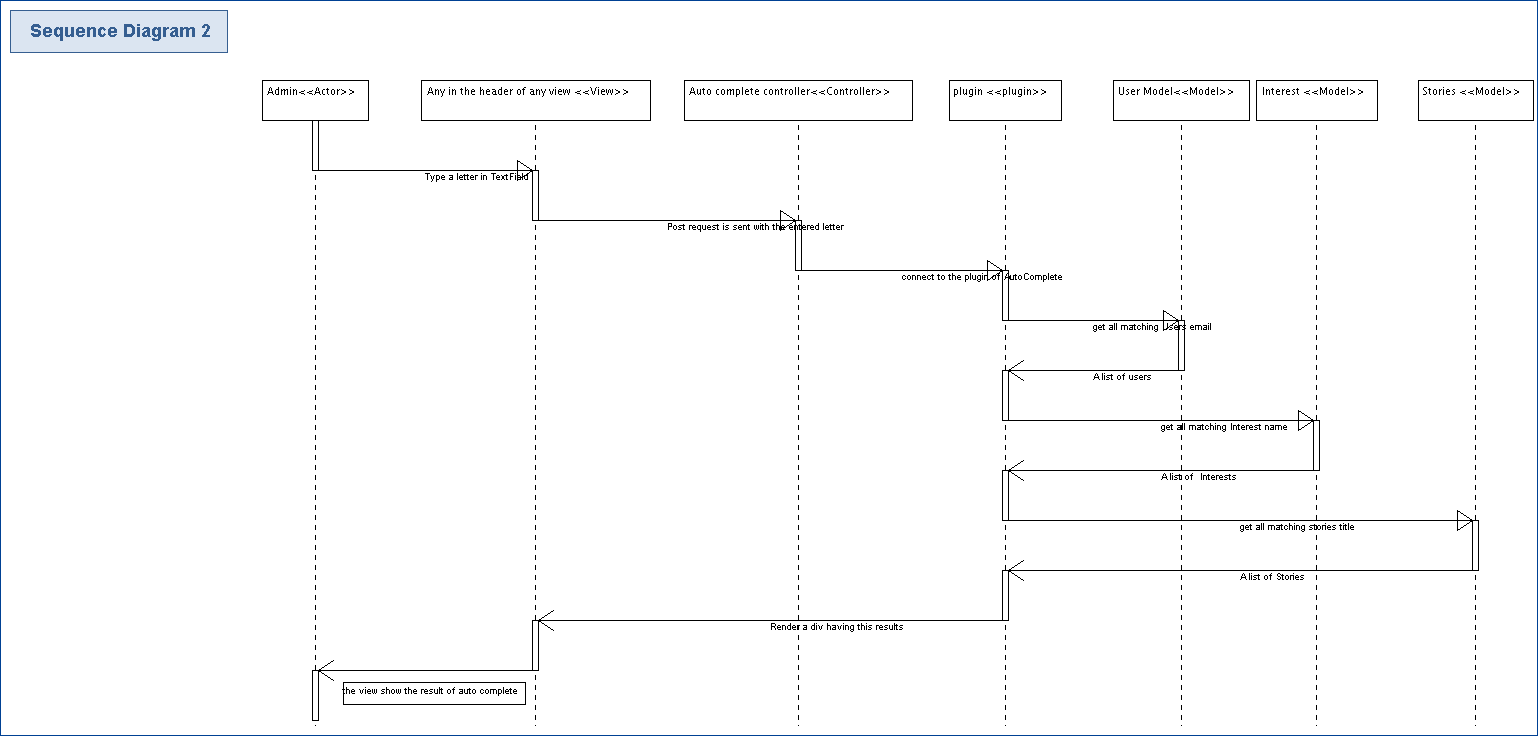 Sequence Diagram 2
Admin<<Actor>>
Any in the header of any view <<View>>
Auto complete controller<<Controller>>
plugin <<plugin>>
User Model<<Model>>
Interest <<Model>>
Stories <<Model>>
Type a letter in TextField
Post request is sent with the entered letter
connect to the plugin of AutoComplete
get all matching Users email
A list of users
get all matching Interest name
A list of  Interests
get all matching stories title
A list of Stories
Render a div having this results
the view show the result of auto complete